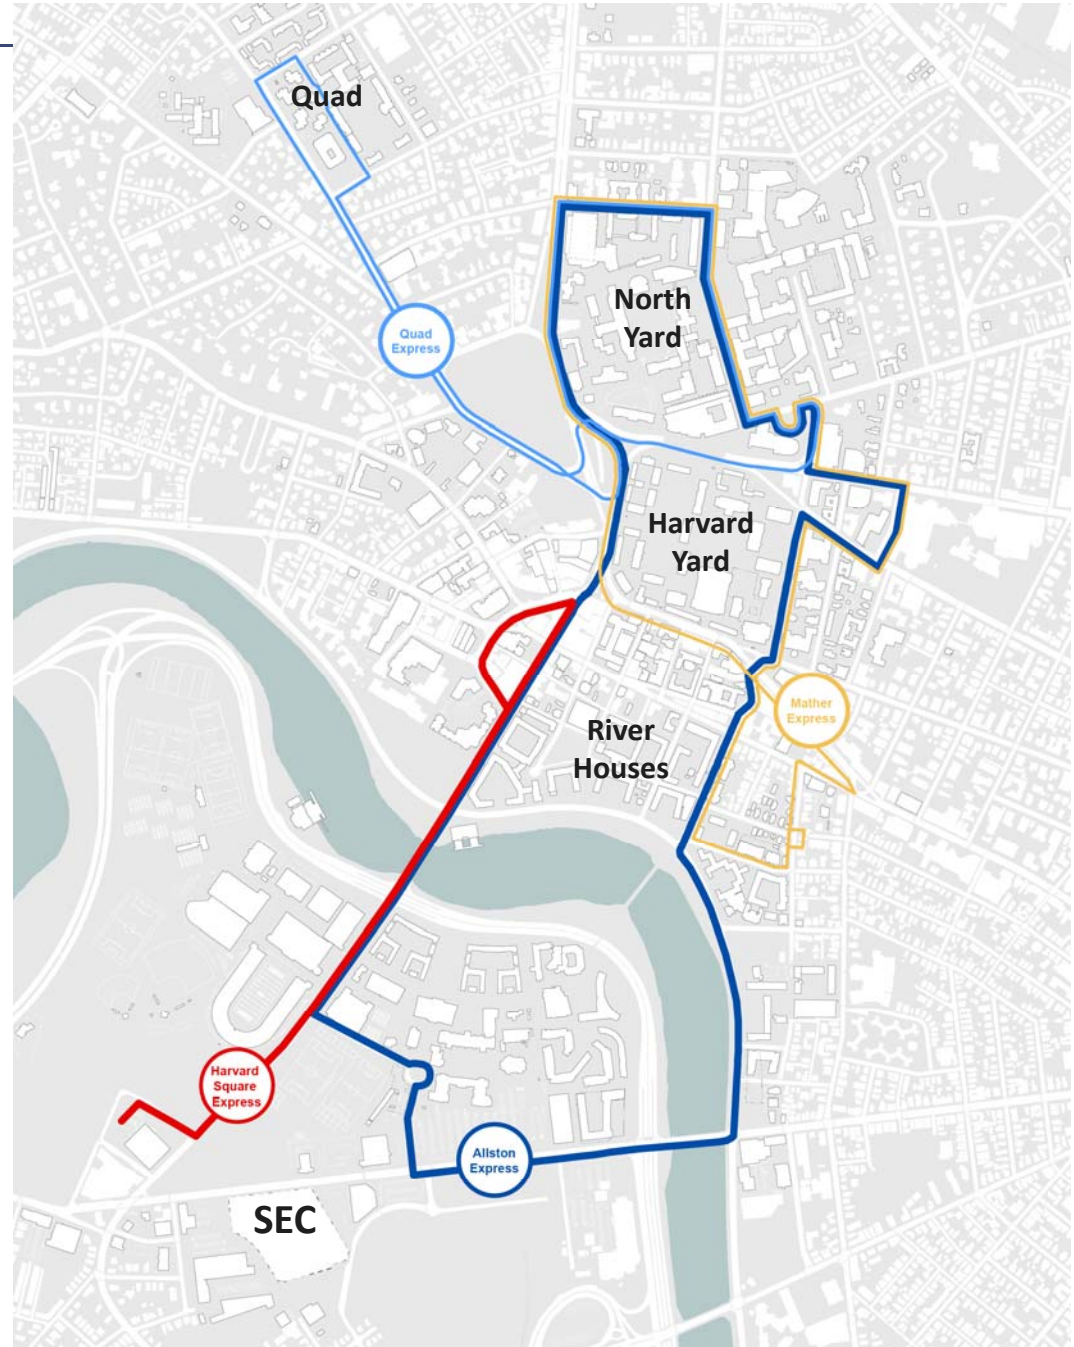 Quad
North
Yard
Quad
Express
Harvard
Yard
Mather
Express
River
Houses
Harvard
Square
Express
Allston
Express
SEC